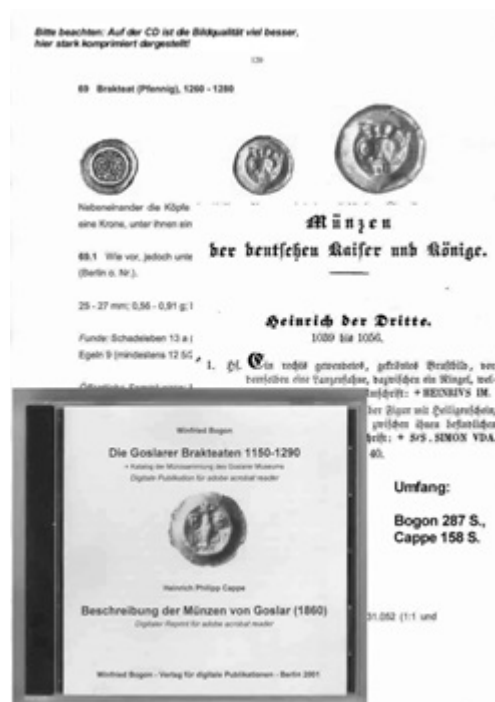 Bitte beachten: Auf der CD ist die Bildqualität viel besser,
hier stark komprimiert dargestellt!
69 Brakteat (Pfennig), 1260 - 1280
Nebeneinander die Köpfe
eine Krone, unter ihnen ein
69.1 Wie vor, jedoch unte
(Berlin o. Nr.).
25 - 27 mm; 0,56 - 0,91 g;
Funde: Schadeleben 13 a (
Egeln 9 (mindestens 12
Münzen
der deutschen Kaiser und Könige.
Heinrich der Dritte.
1039 bis 1056.
1. Hſ. Ein rechts gewendetes, gekröntes Bruſtbild, vor
demſelben eine Lanzenfahne, dazwiſchen ein Ringel, wel-
ſchrift: + HEINRIVS IM.
der Figur mit Heiligenſchein,
zwiſchen ihnen befindlichen
hrift: + S/S. SIMON VDA.
40.
Umfang:
Bogon 287 S.,
Cappe 158 S.
31.052 (1:1 und
Winfried Bogon
Die Goslarer Brakteaten 1150-1290
+ Katalog der Münzsammlung des Goslarer Museums
Digitale Publikation für adobe acrobat reader
Heinrich Philipp Cappe
Beschreibung der Münzen von Goslar (1860)
Digitaler Reprint für adobe acrobat reader
Winfried Bogon - Verlag für digitale Publikationen - Berlin 2001